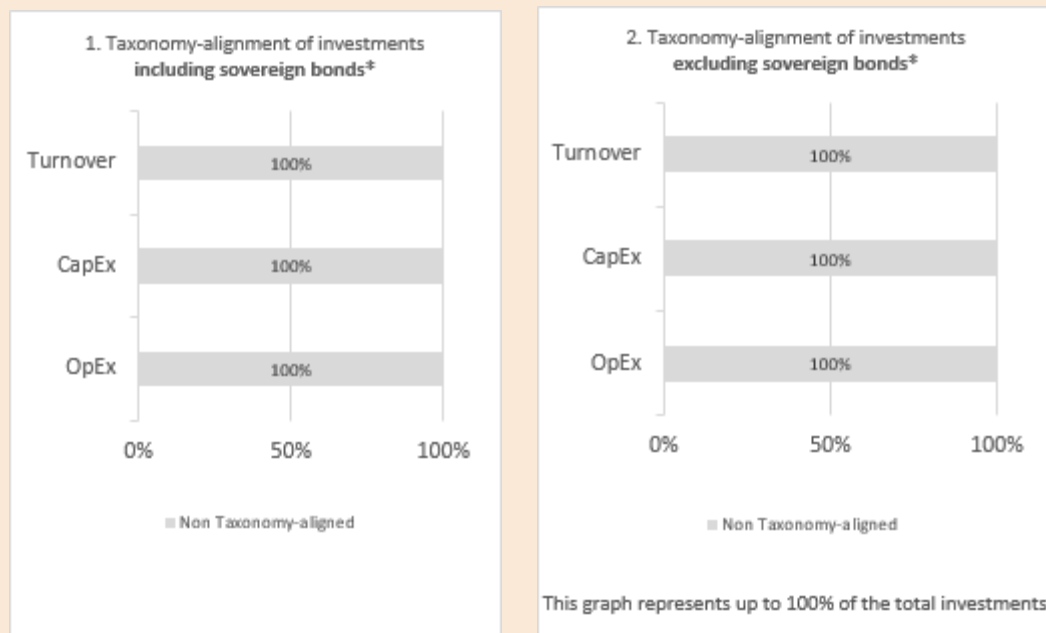 1. Taxonomy-alignment of investments
including sovereign bonds*
Turnover
100%
CapEx
100%
OpEx
100%
0% 50% 100%
Non Taxonomy-aligned
2. Taxonomy-alignment of investments
excluding sovereign bonds*
Turnover
100%
CapEx
100%
OpEx
100%
0% 50% 100%
Non Taxonomy-aligned
This graph represents up to 100% of the total investments